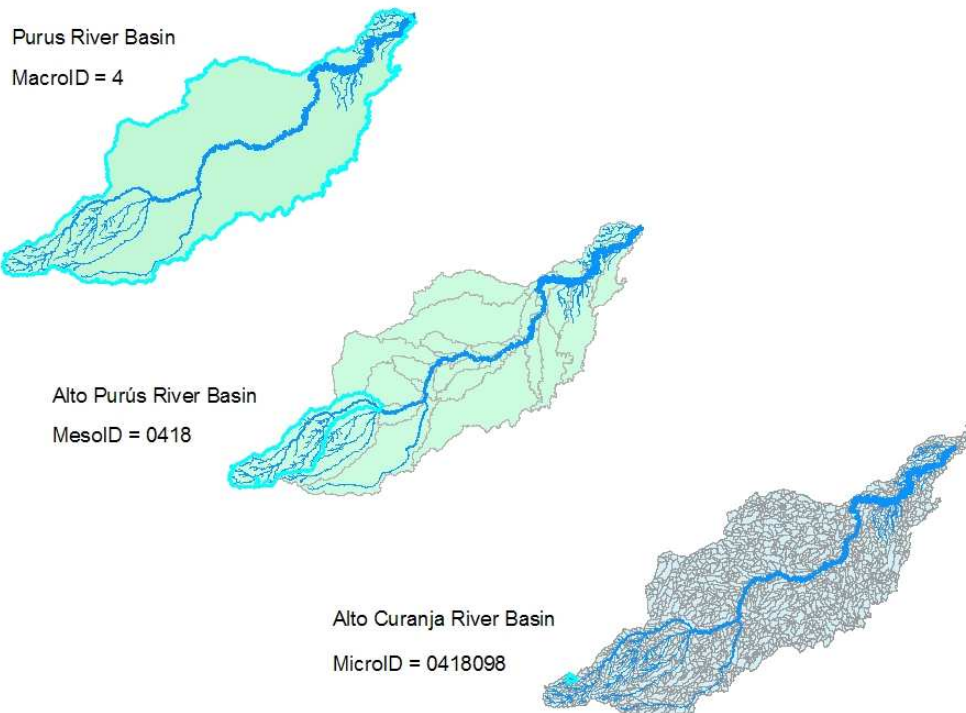 Purus River Basin
MacroID = 4
Alto Purús River Basin
MesoID = 0418
Alto Curanja River Basin
MicroID = 0418098